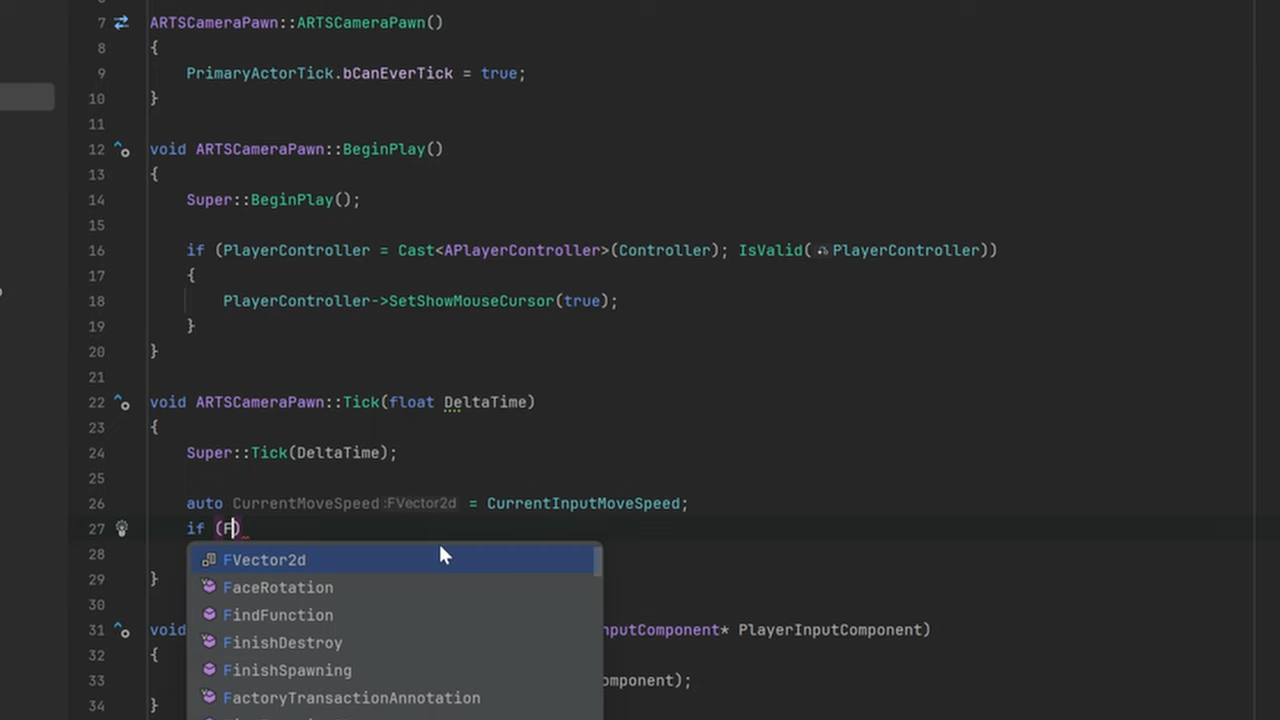 7 ARTSCameraPawn::ARTSCameraPawn()
8 {
9 PrimaryActorTick.bCanEverTick = true;
10 }
11
12 void ARTSCameraPawn::BeginPlay()
13 {
14 Super::BeginPlay();
15
16 if (PlayerController = Cast<APlayerController>(Controller); IsValid(PlayerController))
17 {
18 PlayerController->SetShowMouseCursor(true);
19 }
20 }
21
22 void ARTSCameraPawn::Tick(float DeltaTime)
23 {
24 Super::Tick(DeltaTime);
25
26 auto CurrentMoveSpeed :FVector2d = CurrentInputMoveSpeed;
27 if (F)
28 FVector2d
FaceRotation
29 }
30 FindFunction
31 void FinishDestroy nputComponent* PlayerInputComponent)
32 { FinishSpawning
33 omponent);
34 } FactoryTransactionAnnotation